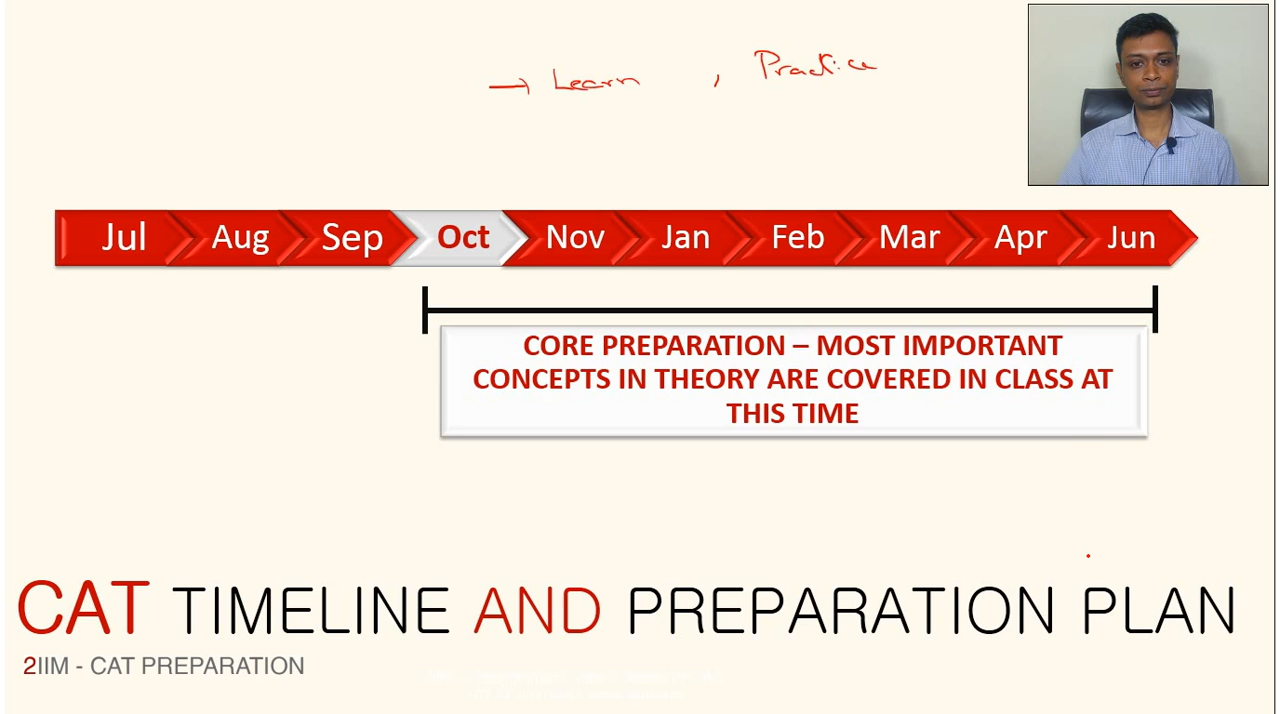 → Learn , Practice
Jul Aug Sep Oct Nov Jan Feb Mar Apr Jun
CORE PREPARATION – MOST IMPORTANT
CONCEPTS IN THEORY ARE COVERED IN CLASS AT
THIS TIME
CAT TIMELINE AND PREPARATION PLAN
2IIM - CAT PREPARATION